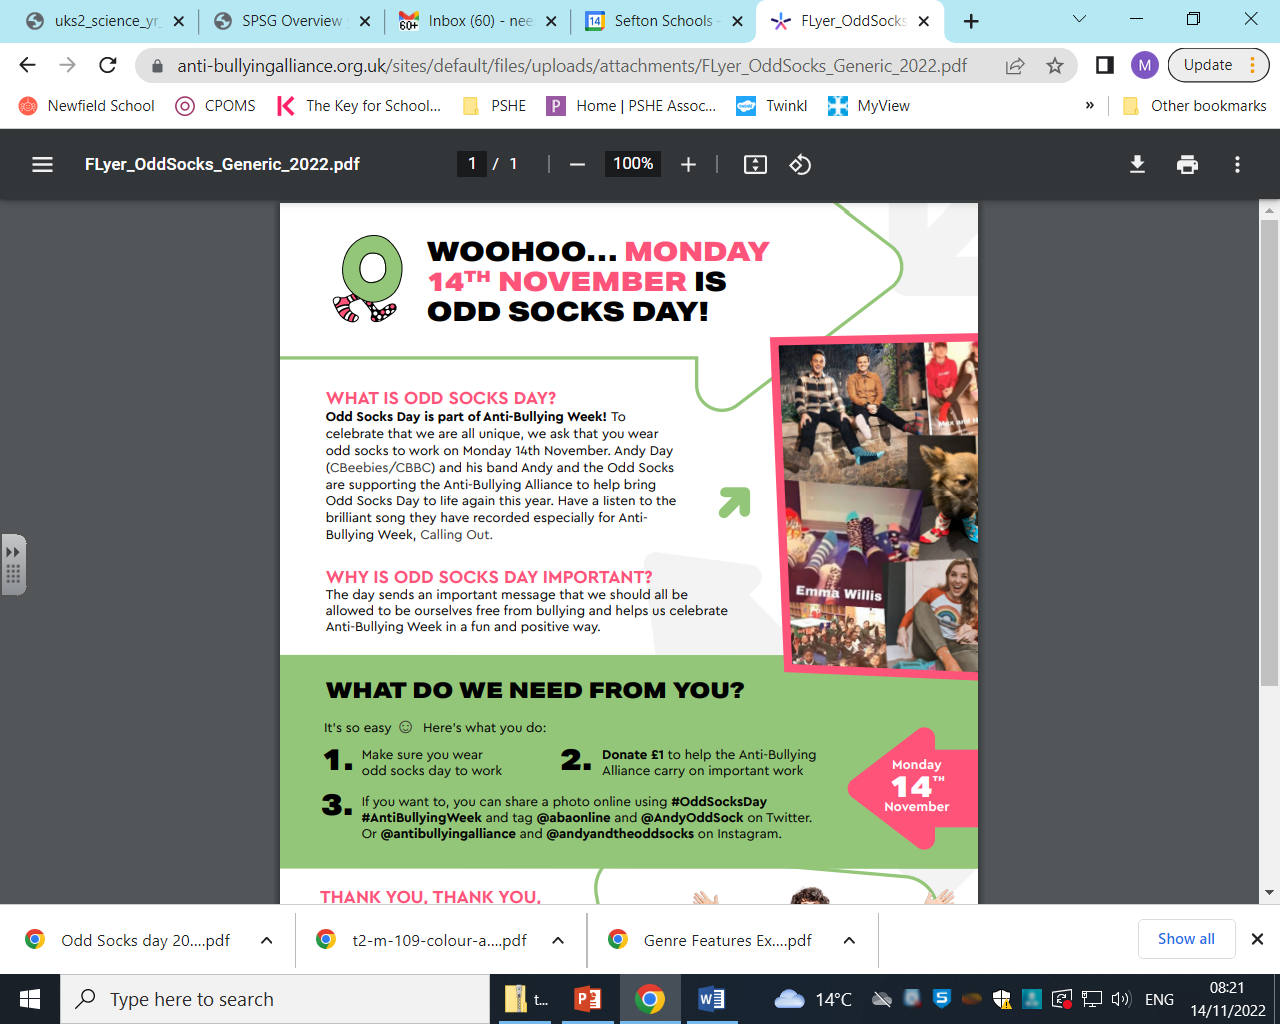 uks2_science_yr_
SPSG Overview
Inbox (60) - nee
Sefton Schools -
FLyer_OddSocks
anti-bullyingalliance.org.uk/sites/default/files/uploads/attachments/FLyer_OddSocks_Generic_2022.pdf
M
Update
Newfield School
CPOMS
The Key for School...
PSHE
Home | PSHE Assoc...
Twinkl
MyView
»
Other bookmarks
FLyer_OddSocks_Generic_2022.pdf
1 / 1
100%
WOOHOO... MONDAY
14TH NOVEMBER IS
ODD SOCKS DAY!
WHAT IS ODD SOCKS DAY?
Odd Socks Day is part of Anti-Bullying Week! To
celebrate that we are all unique, we ask that you wear
odd socks to work on Monday 14th November. Andy Day
(CBeebies/CBBC) and his band Andy and the Odd Socks
are supporting the Anti-Bullying Alliance to help bring
Odd Socks Day to life again this year. Have a listen to the
brilliant song they have recorded especially for Anti-
Bullying Week, Calling Out.
Max and
Emma Willis
WHY IS ODD SOCKS DAY IMPORTANT?
The day sends an important message that we should all be
allowed to be ourselves free from bullying and helps us celebrate
Anti-Bullying Week in a fun and positive way.
WHAT DO WE NEED FROM YOU?
It's so easy ☺ Here's what you do:
1. Make sure you wear
odd socks day to work
2. Donate £1 to help the Anti-Bullying
Alliance carry on important work
3. If you want to, you can share a photo online using #OddSocksDay
#AntiBullyingWeek and tag @abaonline and @AndyOddSock on Twitter.
Or @antibullyingalliance and @andyandtheoddsocks on Instagram.
Monday
14TH
November
THANK YOU, THANK YOU,
Odd Socks day 20....pdf
t2-m-109-colour-a....pdf
Genre Features Ex....pdf
Show all
Type here to search
t...
14°C
ENG
08:21
14/11/2022